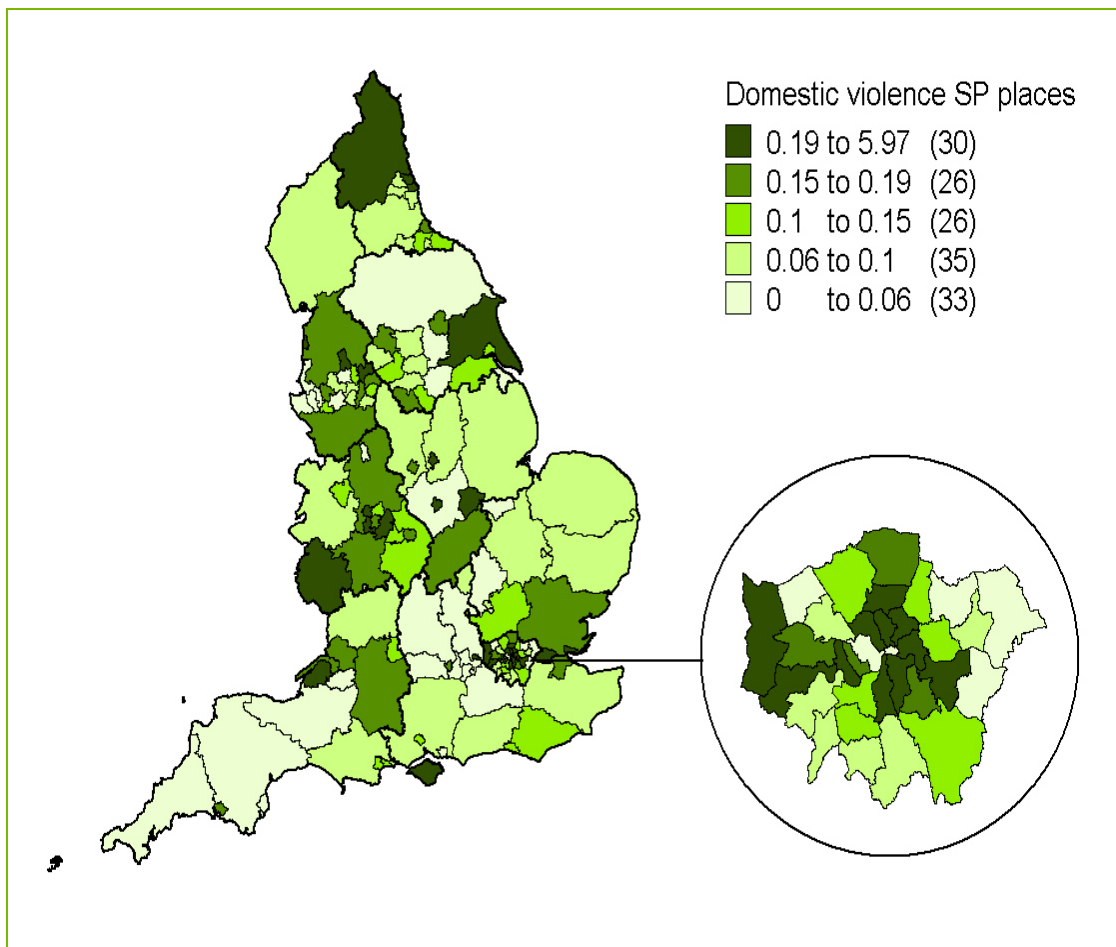 Domestic violence SP places
0.19 to 5.97 (30)
0.15 to 0.19 (26)
0.1 to 0.15 (26)
0.06 to 0.1 (35)
0 to 0.06 (33)